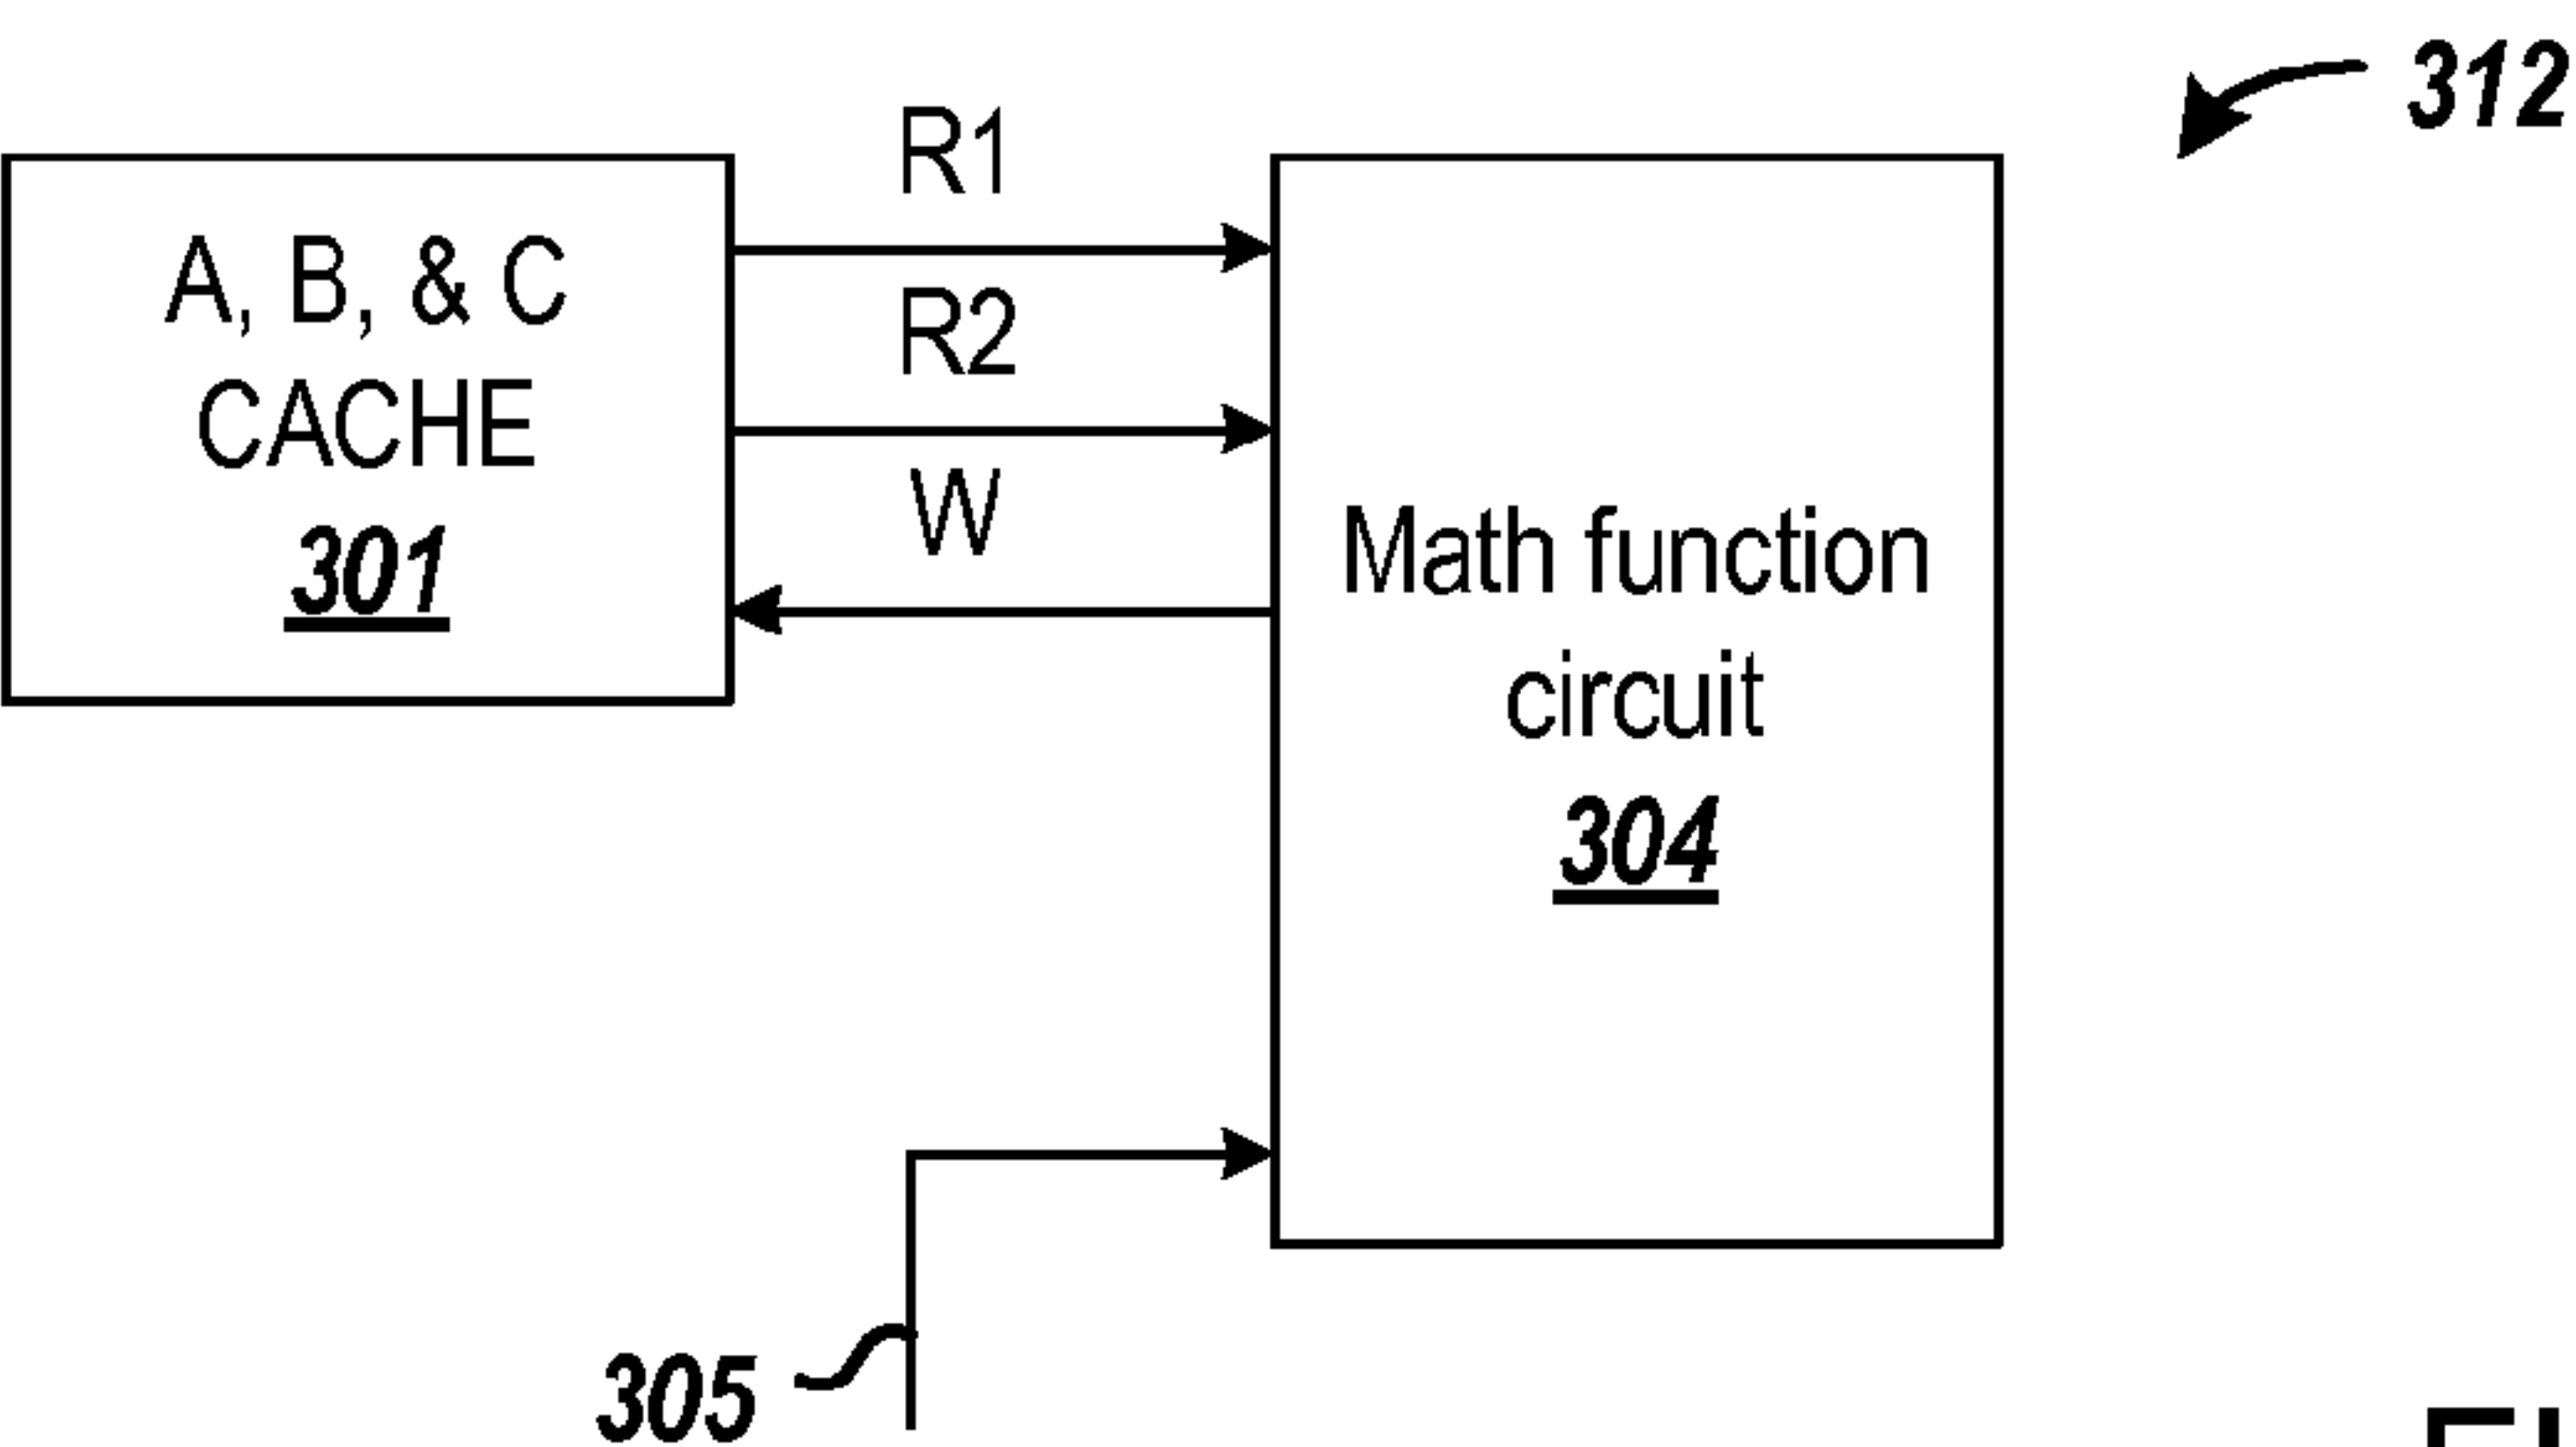 312
R1
A, B, & C
CACHE
301
R2
W
Math function
circuit
304
305